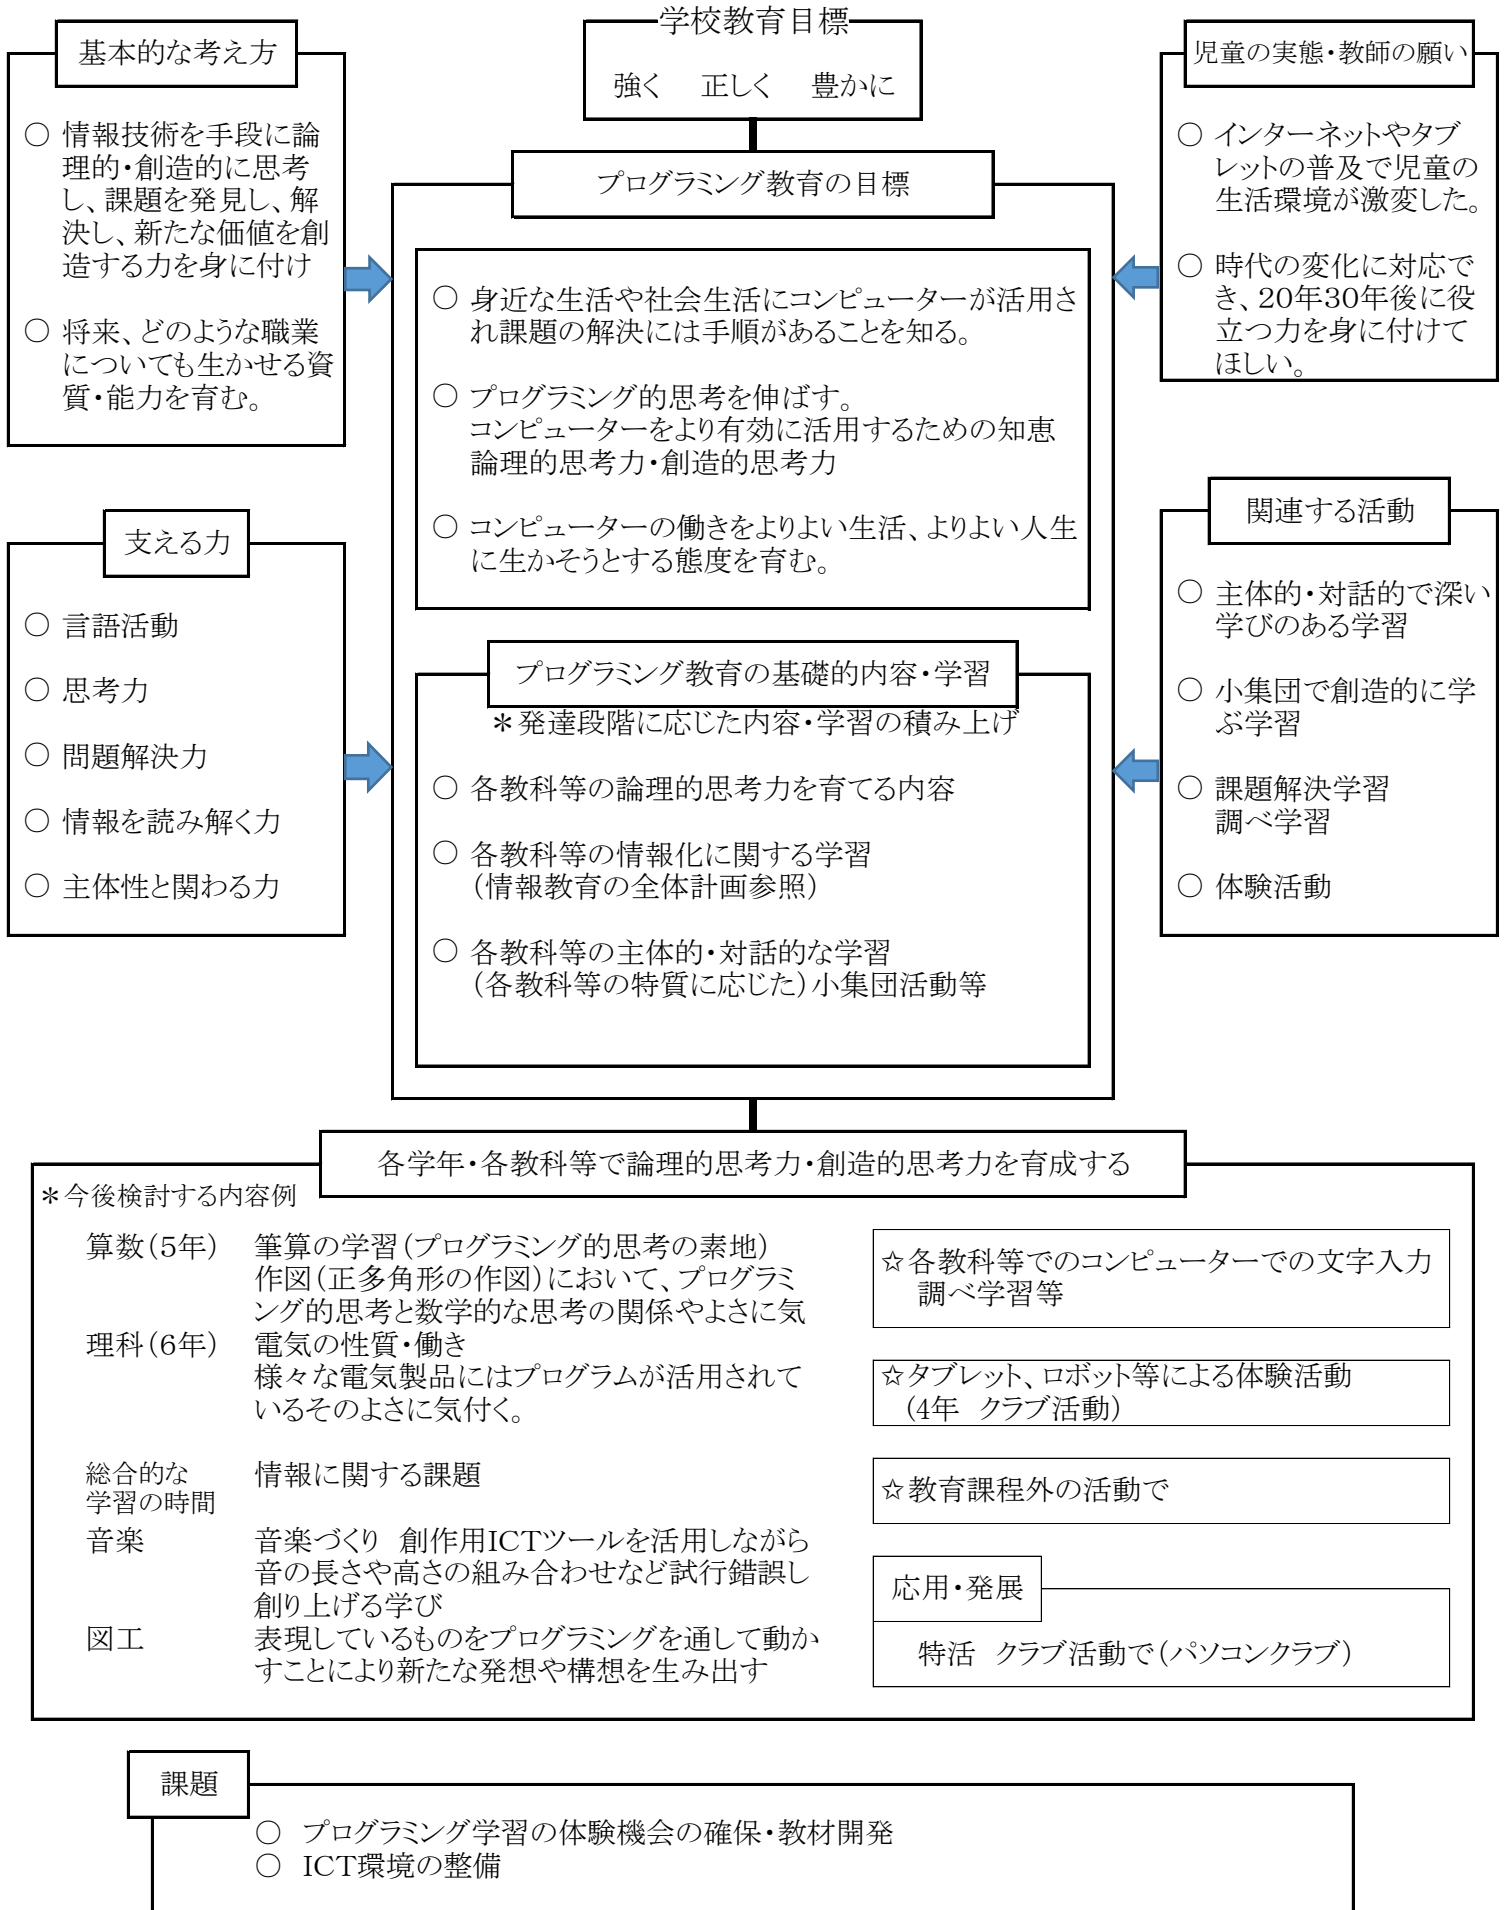 学校教育目標
強く　正しく　豊かに
基本的な考え方
○ 情報技術を手段に論
理的・創造的に思考
し、課題を発見し、解
決し、新たな価値を創
造する力を身に付け
○ 将来、どのような職業
についても生かせる資
質・能力を育む。
児童の実態・教師の願い
○ インターネットやタブ
レットの普及で児童の
生活環境が激変した。
○ 時代の変化に対応で
き、20年30年後に役
立つ力を身に付けて
ほしい。
プログラミング教育の目標
○ 身近な生活や社会生活にコンピューターが活用さ
れ課題の解決には手順があることを知る。
○ プログラミング的思考を伸ばす。
コンピューターをより有効に活用するための知恵
論理的思考力・創造的思考力
○ コンピューターの働きをよりよい生活、よりよい人生
に生かそうとする態度を育む。
支える力
○ 言語活動
○ 思考力
○ 問題解決力
○ 情報を読み解く力
○ 主体性と関わる力
プログラミング教育の基礎的内容・学習
＊発達段階に応じた内容・学習の積み上げ
○ 各教科等の論理的思考力を育てる内容
○ 各教科等の情報化に関する学習
（情報教育の全体計画参照）
○ 各教科等の主体的・対話的な学習
（各教科等の特質に応じた）小集団活動等
関連する活動
○ 主体的・対話的で深い
学びのある学習
○ 小集団で創造的に学
ぶ学習
○ 課題解決学習
調べ学習
○ 体験活動
各学年・各教科等で論理的思考力・創造的思考力を育成する
＊今後検討する内容例
算数（5年）　筆算の学習（プログラミング的思考の素地）
作図（正多角形の作図）において、プログラミ
ング的思考と数学的な思考の関係やよさに気
理科（6年）　電気の性質・働き
様々な電気製品にはプログラムが活用されて
いるそのよさに気付く。
総合的な
学習の時間
情報に関する課題
音楽　音楽づくり　創作用ICTツールを活用しながら
音の長さや高さの組み合わせなど試行錯誤し
創り上げる学び
図工　表現しているものをプログラミングを通して動か
すことにより新たな発想や構想を生み出す
☆各教科等でのコンピューターでの文字入力
調べ学習等
☆タブレット、ロボット等による体験活動
（4年　クラブ活動）
☆教育課程外の活動で
応用・発展
特活　クラブ活動で（パソコンクラブ）
課題
○　プログラミング学習の体験機会の確保・教材開発
○　ICT環境の整備